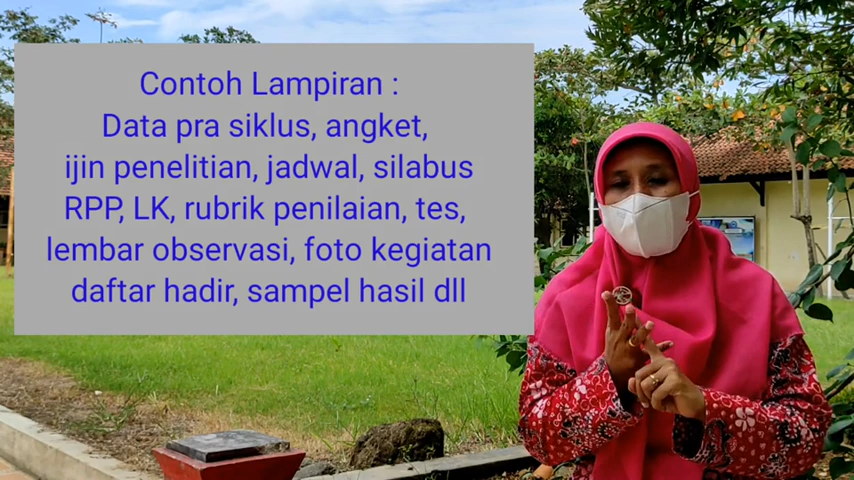 Contoh Lampiran :
Data pra siklus, angket,
ijin penelitian, jadwal, silabus
RPP, LK, rubrik penilaian, tes,
lembar observasi, foto kegiatan
daftar hadir, sampel hasil dll